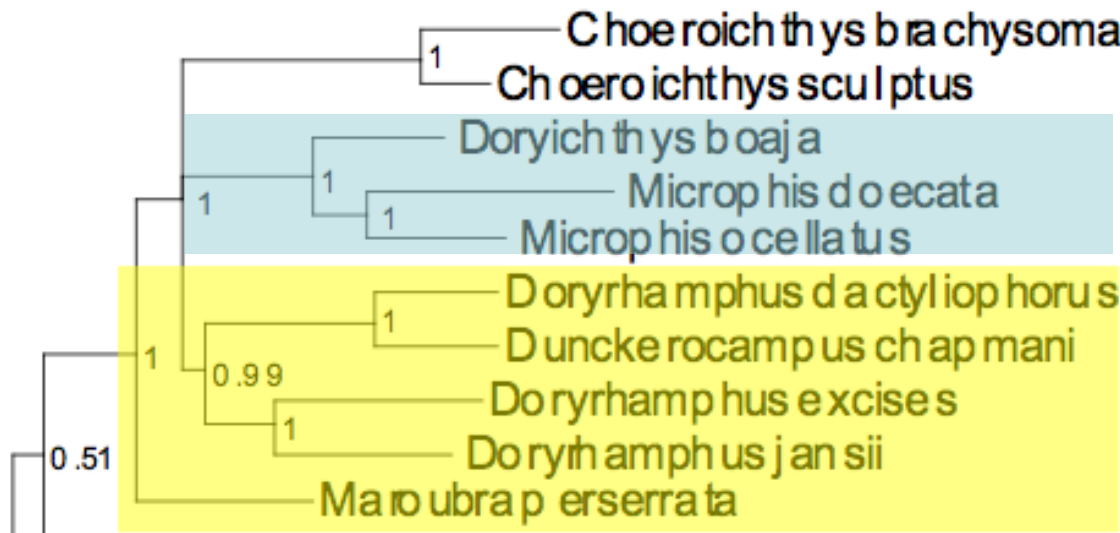 Choeroichthys brachysoma
1
Choeroichthys sculptus
Doryichthys boaja
1
Microphis doecata
1
1
Microphis ocellatus
Doryrhamphus dactyliophorus
1
Dunckerocampus chapmani
1
0.99
Doryrhamphus excises
1
Doryrhamphus jansii
0.51
Maroubra perserrata